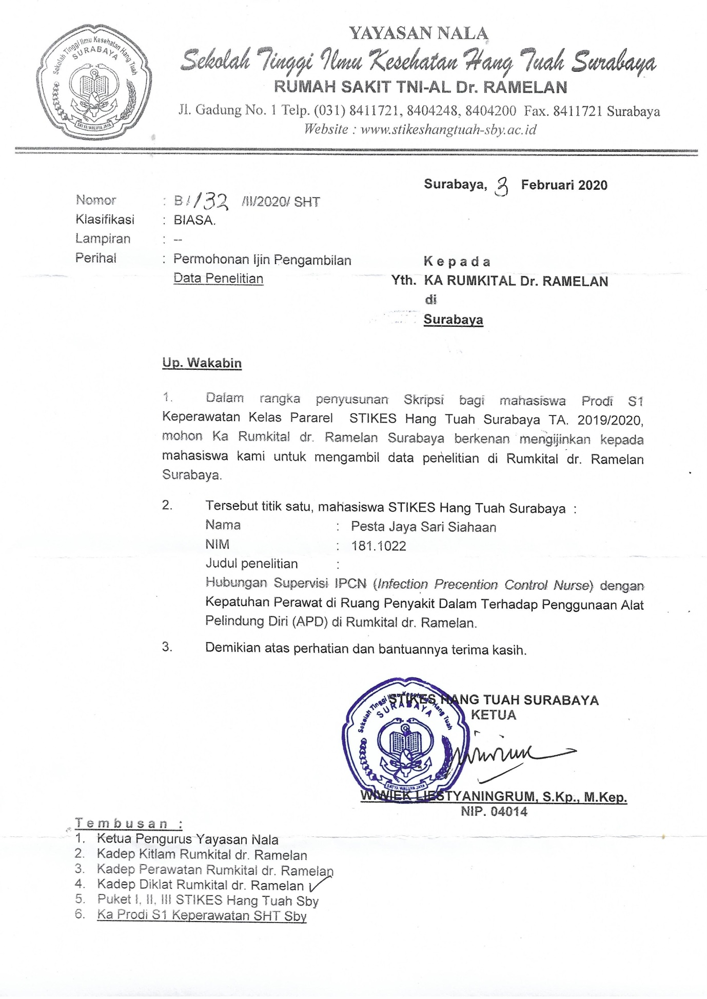 Sekolah Tinggi Ilmu Kesehatan Hang Tuah
SURABAYA
SATYA WALUYA JAYA
YAYASAN NALA
Sekolah Tinggi Ilmu Kesehatan Hang Tuah Surabaya
RUMAH SAKIT TNI-AL Dr. RAMELAN
Jl. Gadung No. 1 Telp. (031) 8411721, 8404248, 8404200 Fax. 8411721 Surabaya
Website : www.stikeshangtuah-sby.ac.id
Surabaya, 3 Februari 2020
Nomor : B / 132 /II/2020/ SHT
Klasifikasi : BIASA.
Lampiran : --
Perihal : Permohonan Ijin Pengambilan
Data Penelitian
K e p a d a
Yth. KA RUMKITAL Dr. RAMELAN
di
Surabaya
Up. Wakabin
1. Dalam rangka penyusunan Skripsi bagi mahasiswa Prodi S1
Keperawatan Kelas Pararel STIKES Hang Tuah Surabaya TA. 2019/2020,
mohon Ka Rumkital dr. Ramelan Surabaya berkenan mengijinkan kepada
mahasiswa kami untuk mengambil data penelitian di Rumkital dr. Ramelan
Surabaya.
2. Tersebut titik satu, mahasiswa STIKES Hang Tuah Surabaya :
Nama : Pesta Jaya Sari Siahaan
NIM : 181.1022
Judul penelitian :
Hubungan Supervisi IPCN (Infection Precention Control Nurse) dengan
Kepatuhan Perawat di Ruang Penyakit Dalam Terhadap Penggunaan Alat
Pelindung Diri (APD) di Rumkital dr. Ramelan.
3. Demikian atas perhatian dan bantuannya terima kasih.
STIKES HANG TUAH SURABAYA
KETUA
Sekolah Tinggi Ilmu Kesehatan Hang Tuah
SURABAYA
SATYA WALUYA JAYA
WIWIEK LIESTYANINGRUM, S.Kp., M.Kep.
NIP. 04014
T e m b u s a n :
1. Ketua Pengurus Yayasan Nala
2. Kadep Kitlam Rumkital dr. Ramelan
3. Kadep Perawatan Rumkital dr. Ramelan
4. Kadep Diklat Rumkital dr. Ramelan ✓
5. Puket I, II, III STIKES Hang Tuah Sby
6. Ka Prodi S1 Keperawatan SHT Sby